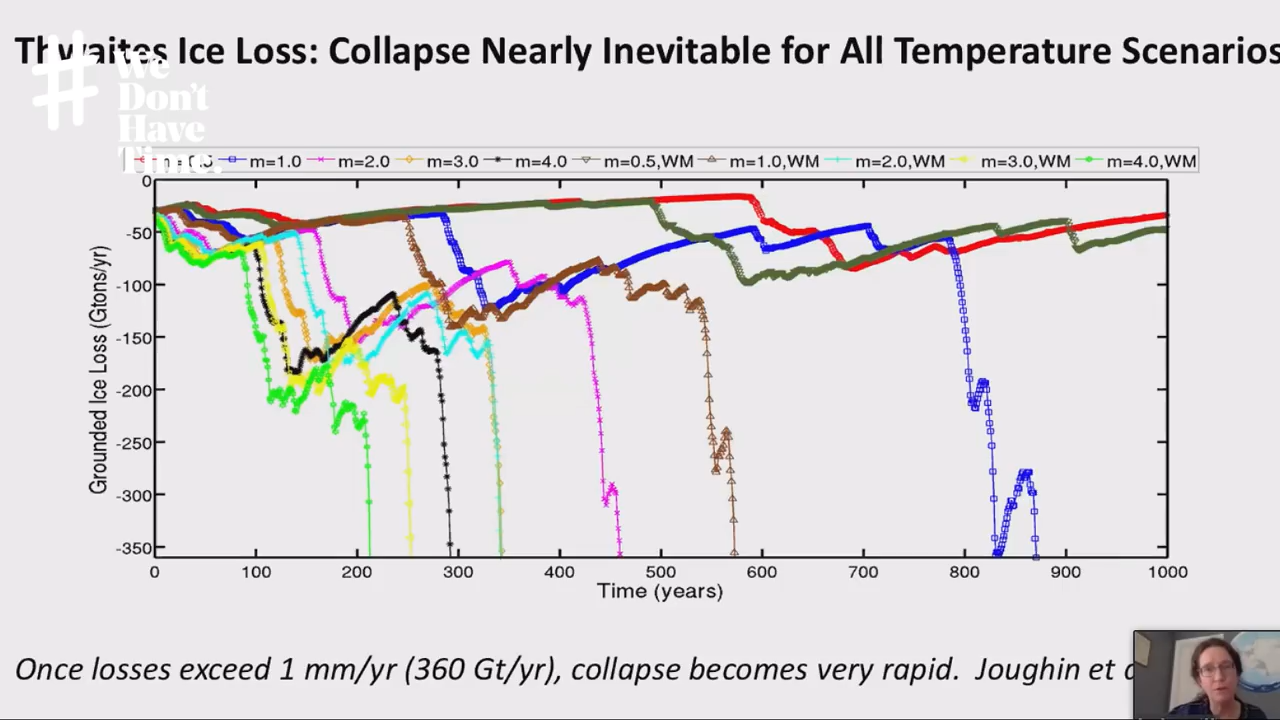 Thwaites Ice Loss: Collapse Nearly Inevitable for All Temperature Scenarios
We
Don't
Have
Time.
m=0.5 m=1.0 m=2.0 m=3.0 m=4.0 m=0.5,WM m=1.0,WM m=2.0,WM m=3.0,WM m=4.0,WM
0
-50
-100
-150
-200
-250
-300
-350
Grounded Ice Loss (Gtons/yr)
0 100 200 300 400 500 600 700 800 900 1000
Time (years)
Once losses exceed 1 mm/yr (360 Gt/yr), collapse becomes very rapid. Joughin et